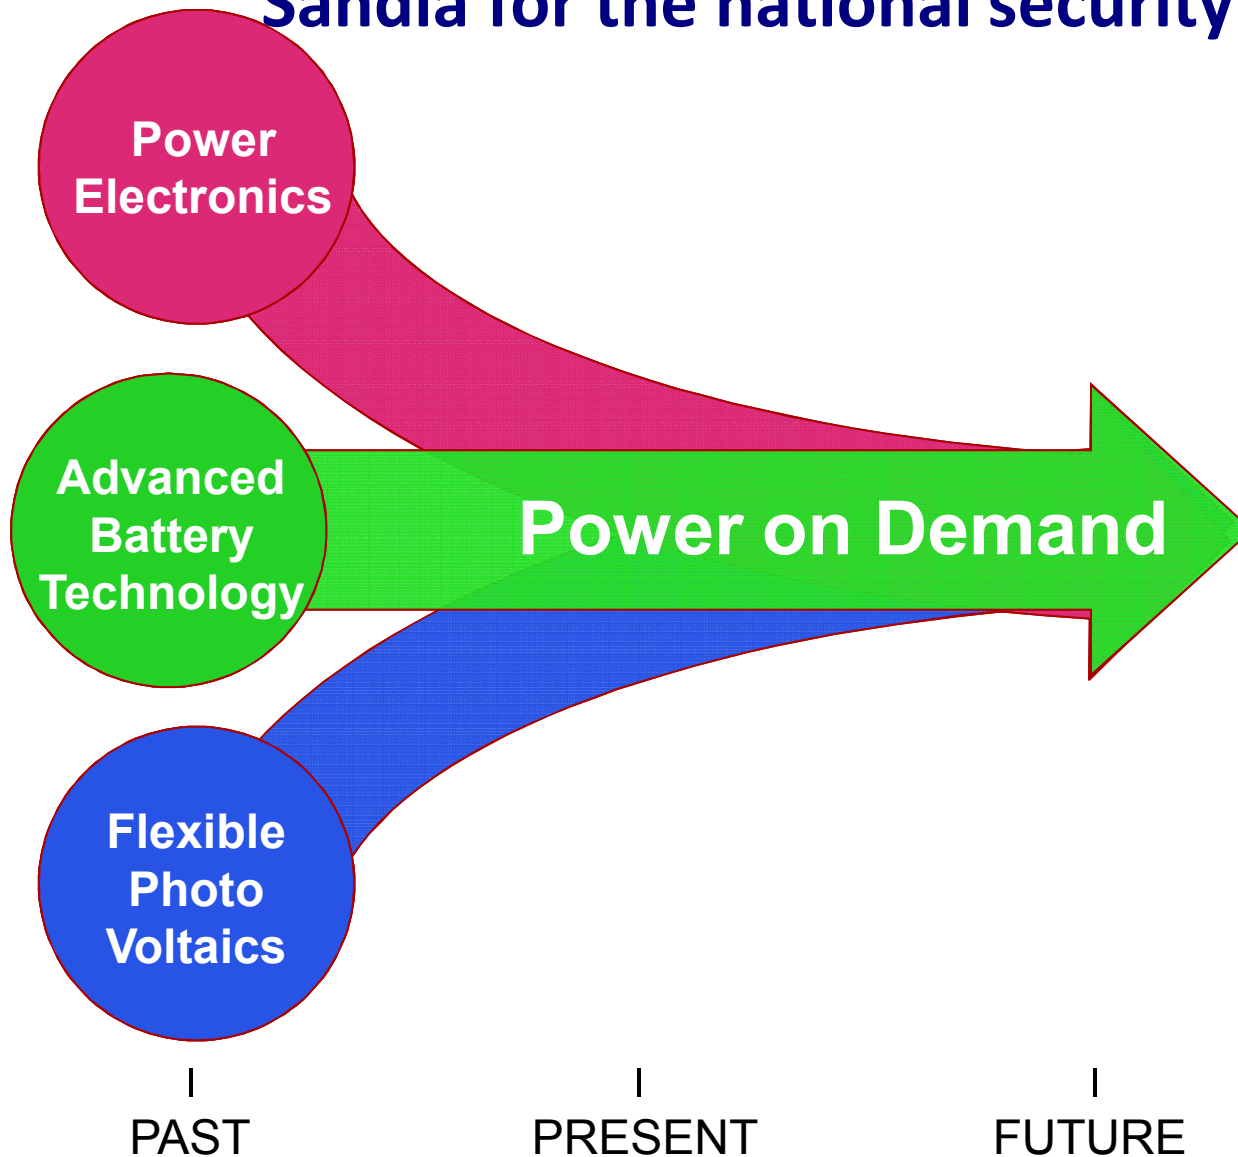 Sandia for the national security
Power
Electronics
Advanced
Battery
Technology
Power on Demand
Flexible
Photo
Voltaics
PAST
PRESENT
FUTURE